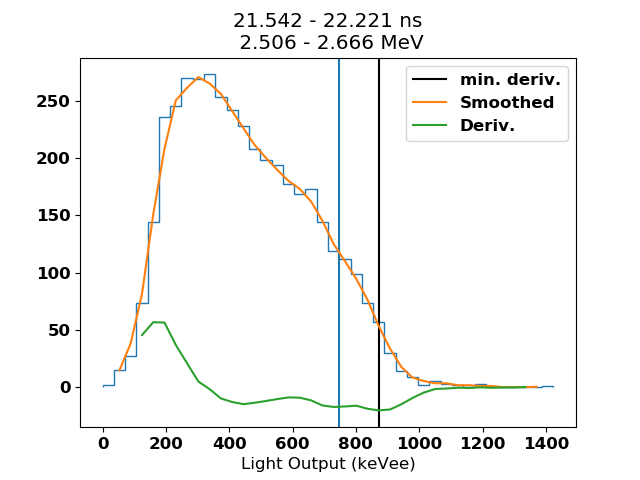 21.542 - 22.221 ns
2.506 - 2.666 MeV
min. deriv.
Smoothed
Deriv.
250
200
150
100
50
0
0 200 400 600 800 1000 1200 1400
Light Output (keVee)